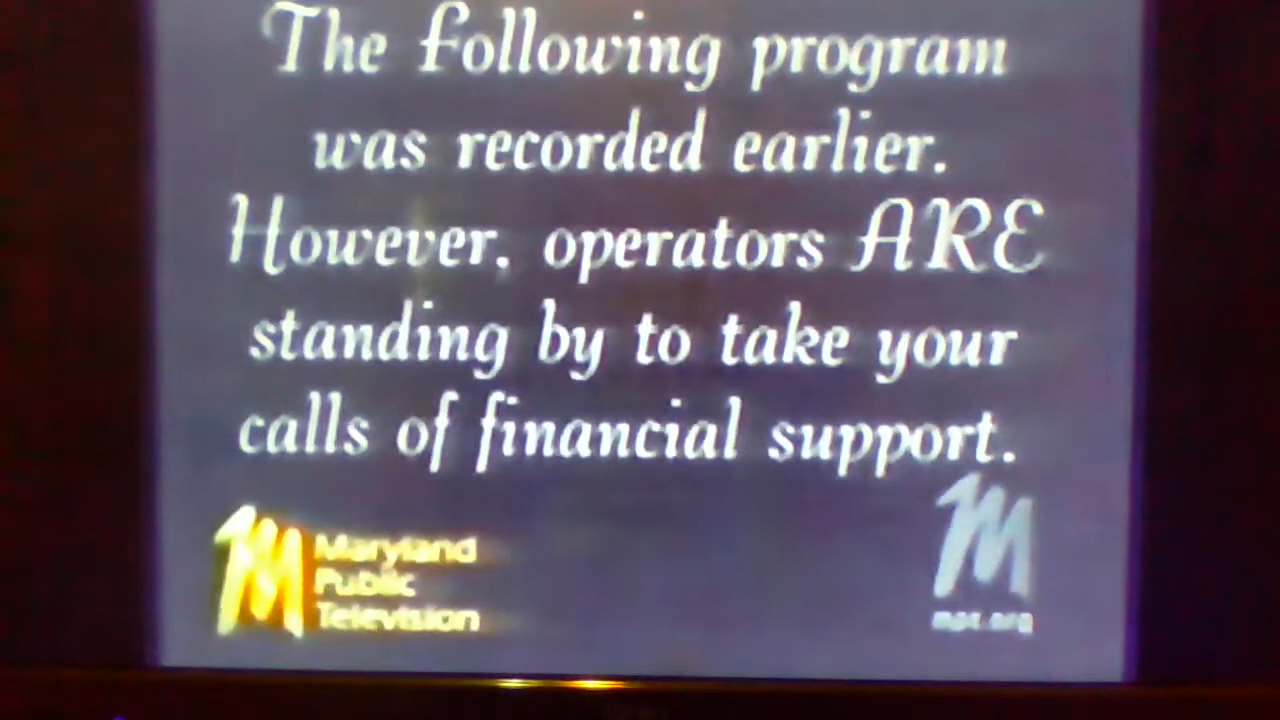 The following program
was recorded earlier.
However, operators ARE
standing by to take your
calls of financial support.
Maryland
Public
Television
mpt.org